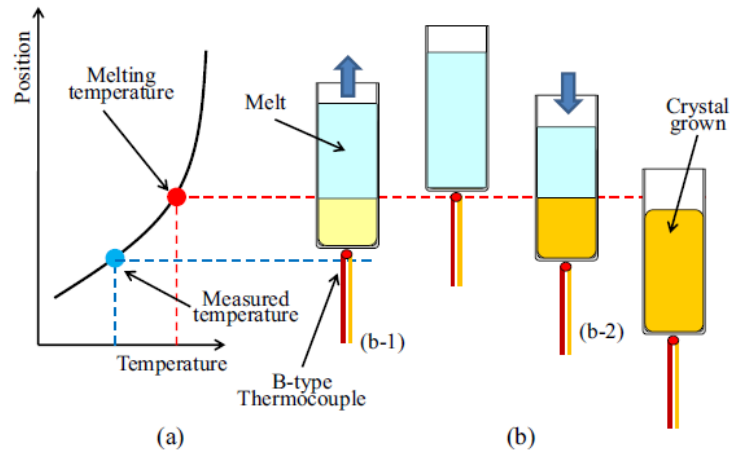 Position
Melting
temperature
Measured
temperature
Temperature
(a)
Melt
B-type
Thermocouple
(b-1)
(b-2)
Crystal
grown
(b)